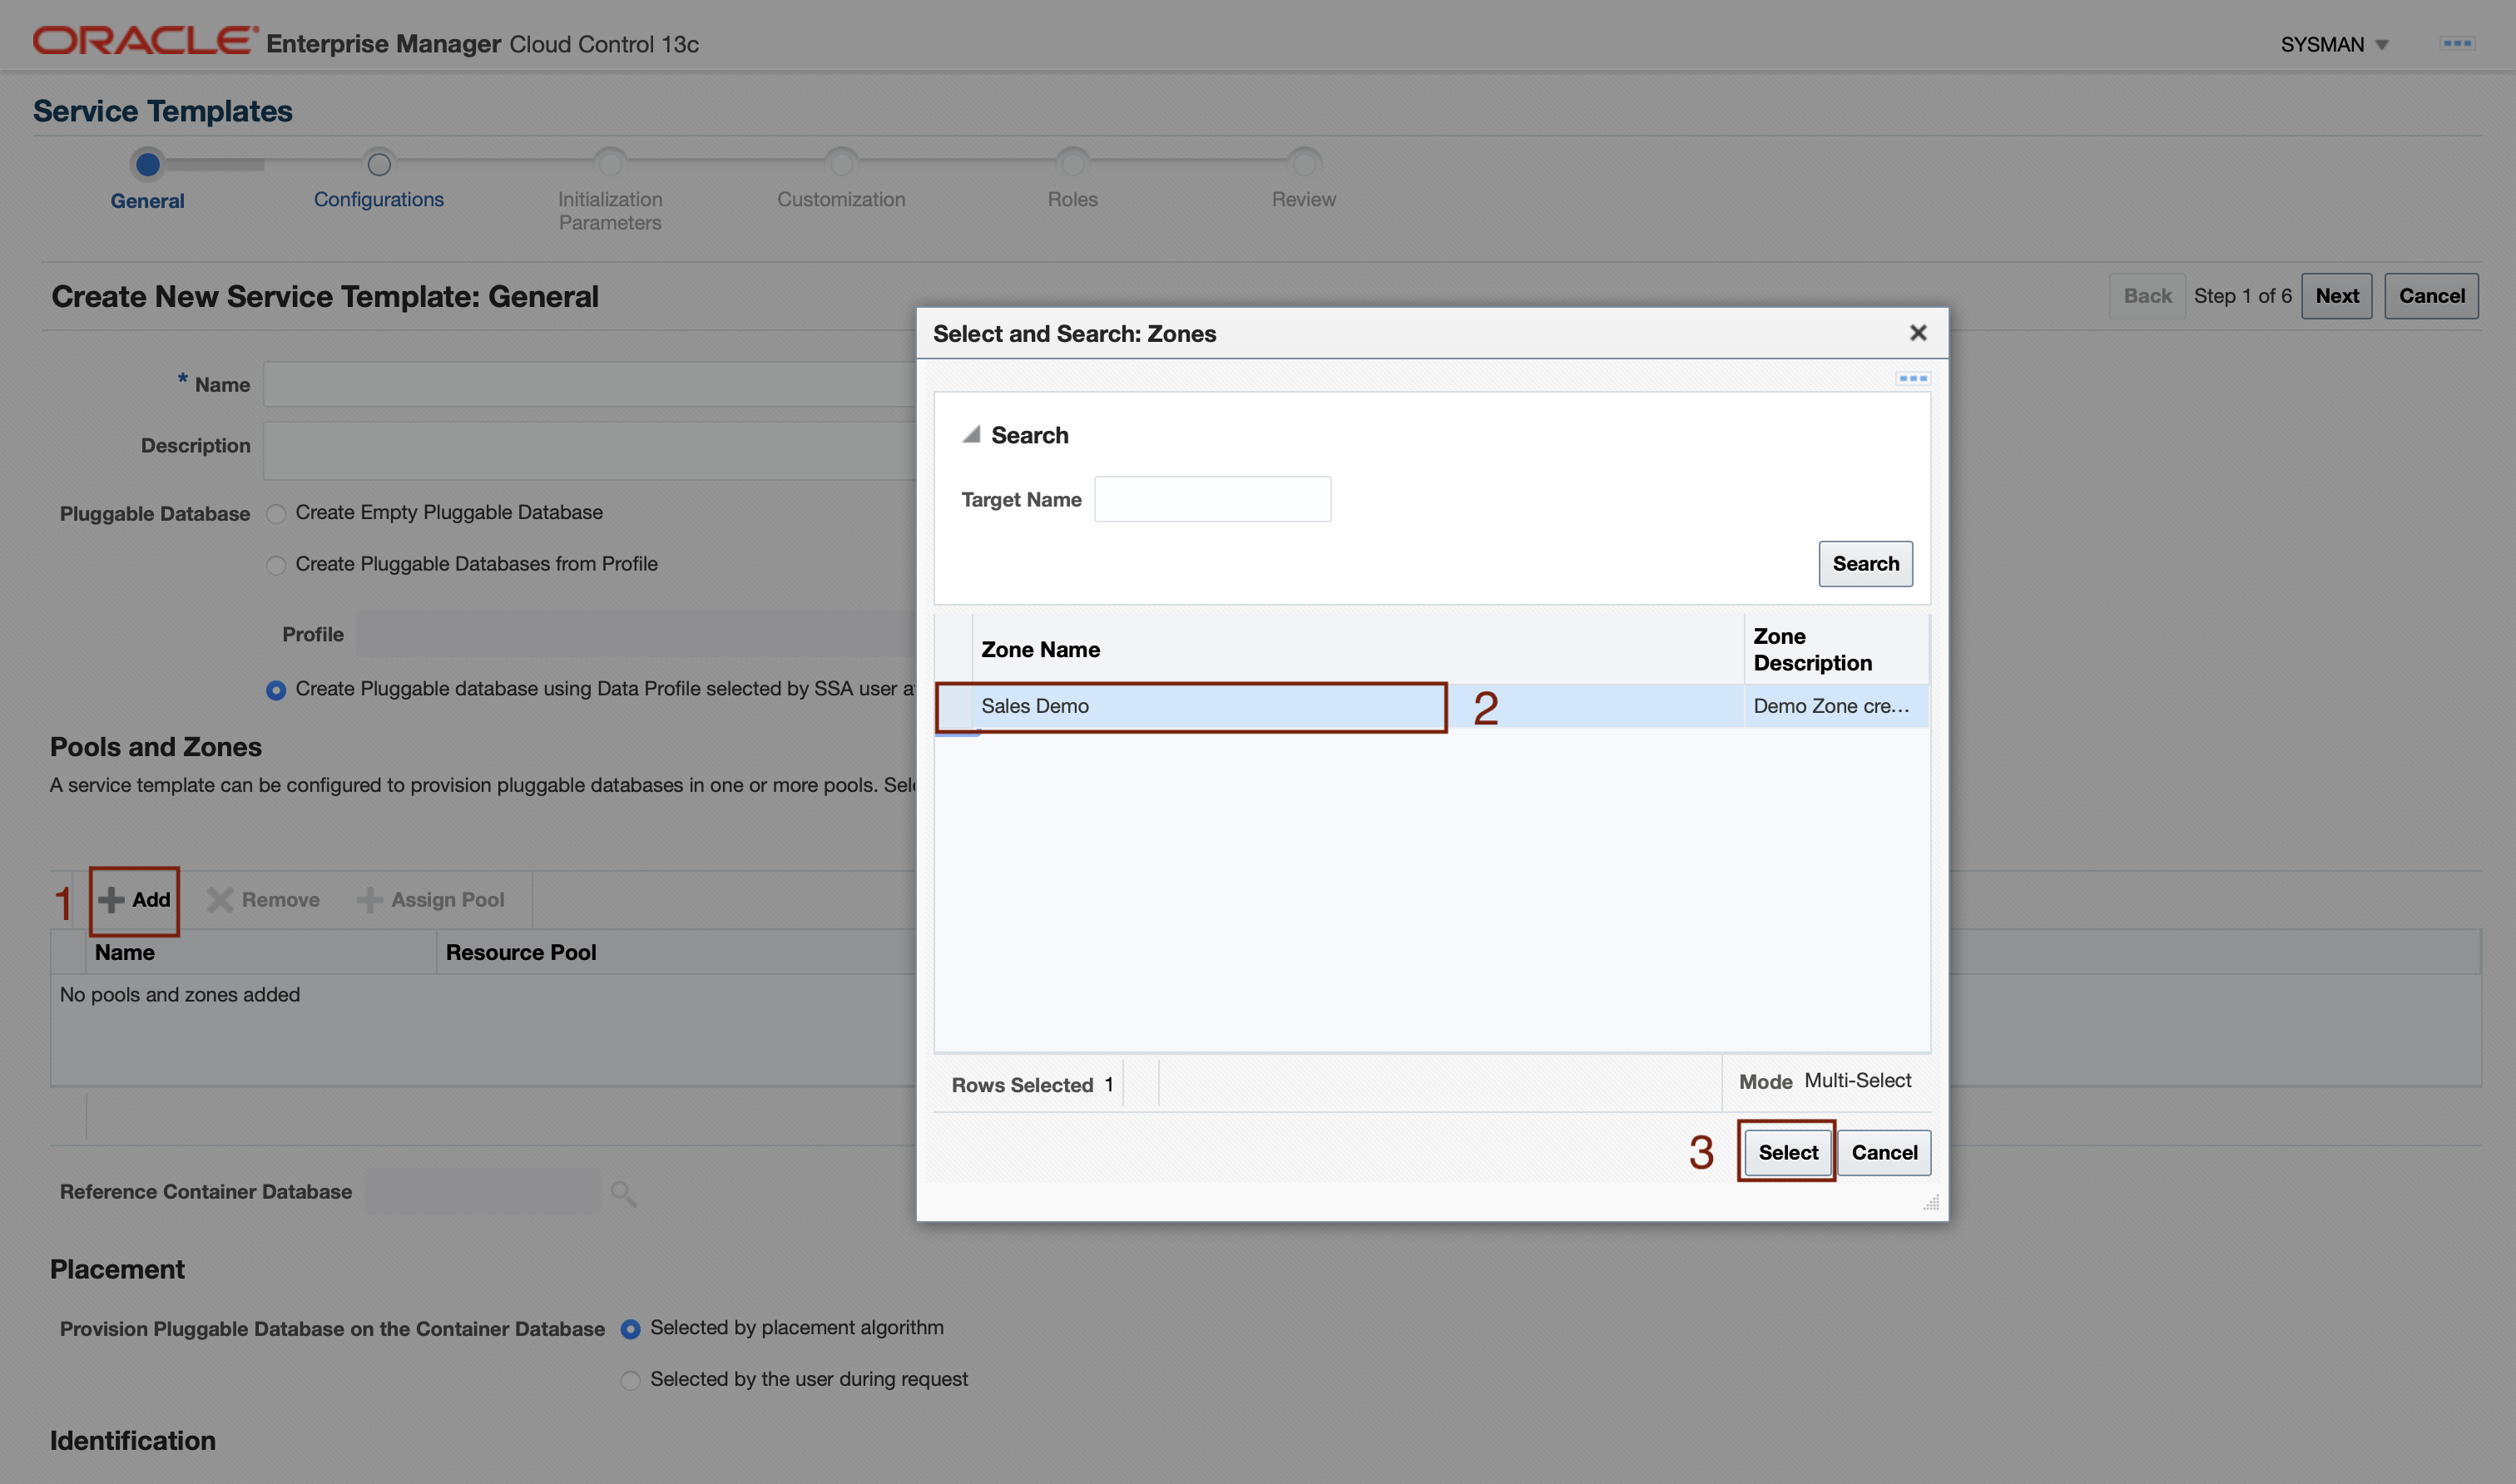 ORACLE Enterprise Manager Cloud Control 13c
SYSMAN
Service Templates
General
Configurations
Initialization
Parameters
Customization
Roles
Review
Create New Service Template: General
Back Step 1 of 6 Next Cancel
* Name
Description
Pluggable Database
Create Empty Pluggable Database
Create Pluggable Databases from Profile
Profile
Create Pluggable database using Data Profile selected by SSA user
Pools and Zones
A service template can be configured to provision pluggable databases in one or more pools.
1
Add
Remove
Assign Pool
Name
Resource Pool
No pools and zones added
Reference Container Database
Placement
Provision Pluggable Database on the Container Database
Selected by placement algorithm
Selected by the user during request
Identification
Select and Search: Zones
Search
Target Name
Search
Zone Name
Zone
Description
Sales Demo
2
Demo Zone cre...
Rows Selected 1
Mode Multi-Select
3
Select
Cancel